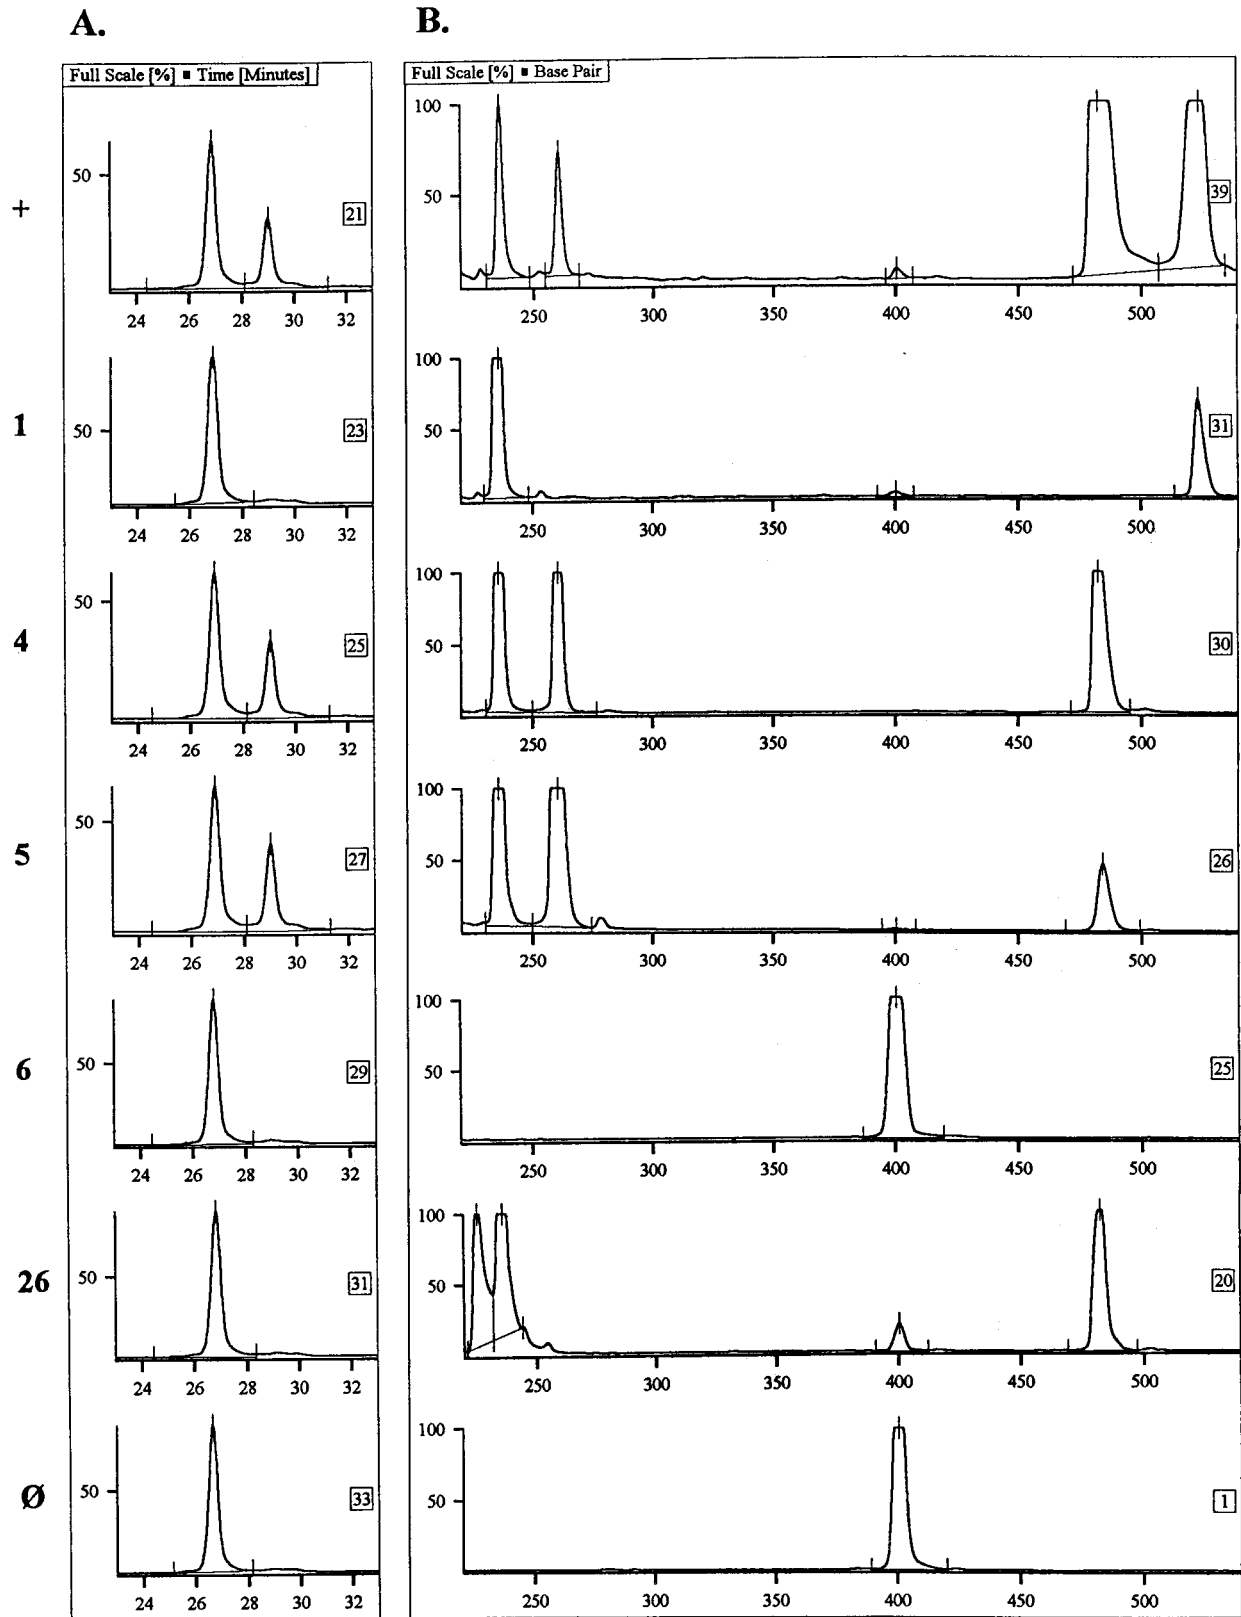 A. B.
Full Scale [%] ■ Time [Minutes] Full Scale [%] ■ Base Pair
+ 50 21 100 50 39
24 26 28 30 32 250 300 350 400 450 500
1 50 23 100 50 31
24 26 28 30 32 250 300 350 400 450 500
4 50 25 100 50 30
24 26 28 30 32 250 300 350 400 450 500
5 50 27 100 50 26
24 26 28 30 32 250 300 350 400 450 500
6 50 29 100 50 25
24 26 28 30 32 250 300 350 400 450 500
26 50 31 100 50 20
24 26 28 30 32 250 300 350 400 450 500
Ø 50 33 100 50 1
24 26 28 30 32 250 300 350 400 450 500